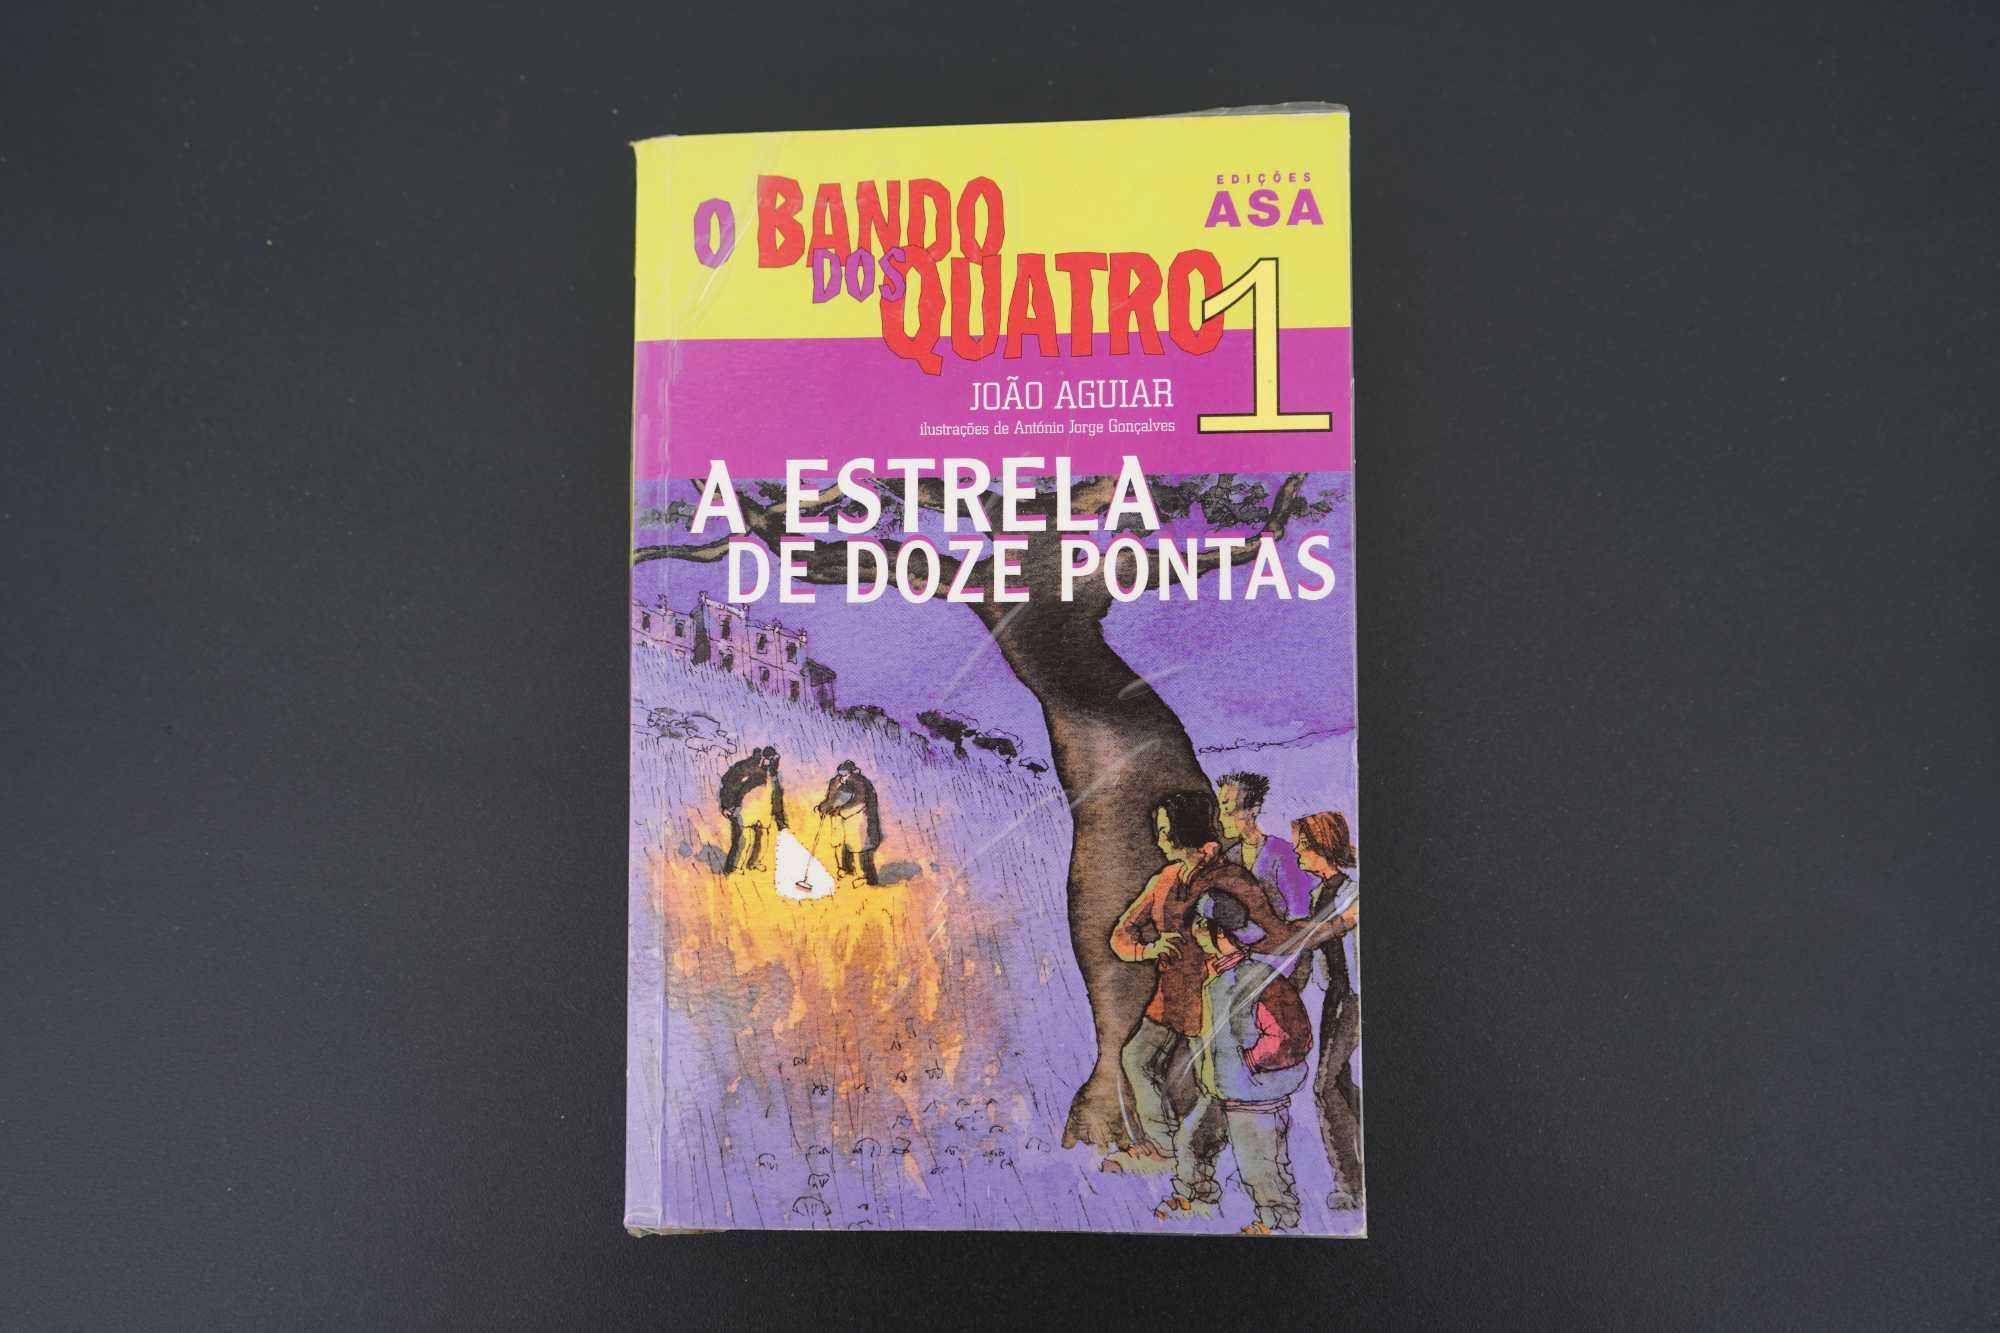 O BANDO
DOS QUATRO
EDIÇÕES
ASA
1
JOÃO AGUIAR
ilustrações de António Jorge Gonçalves
A ESTRELA
DE DOZE PONTAS